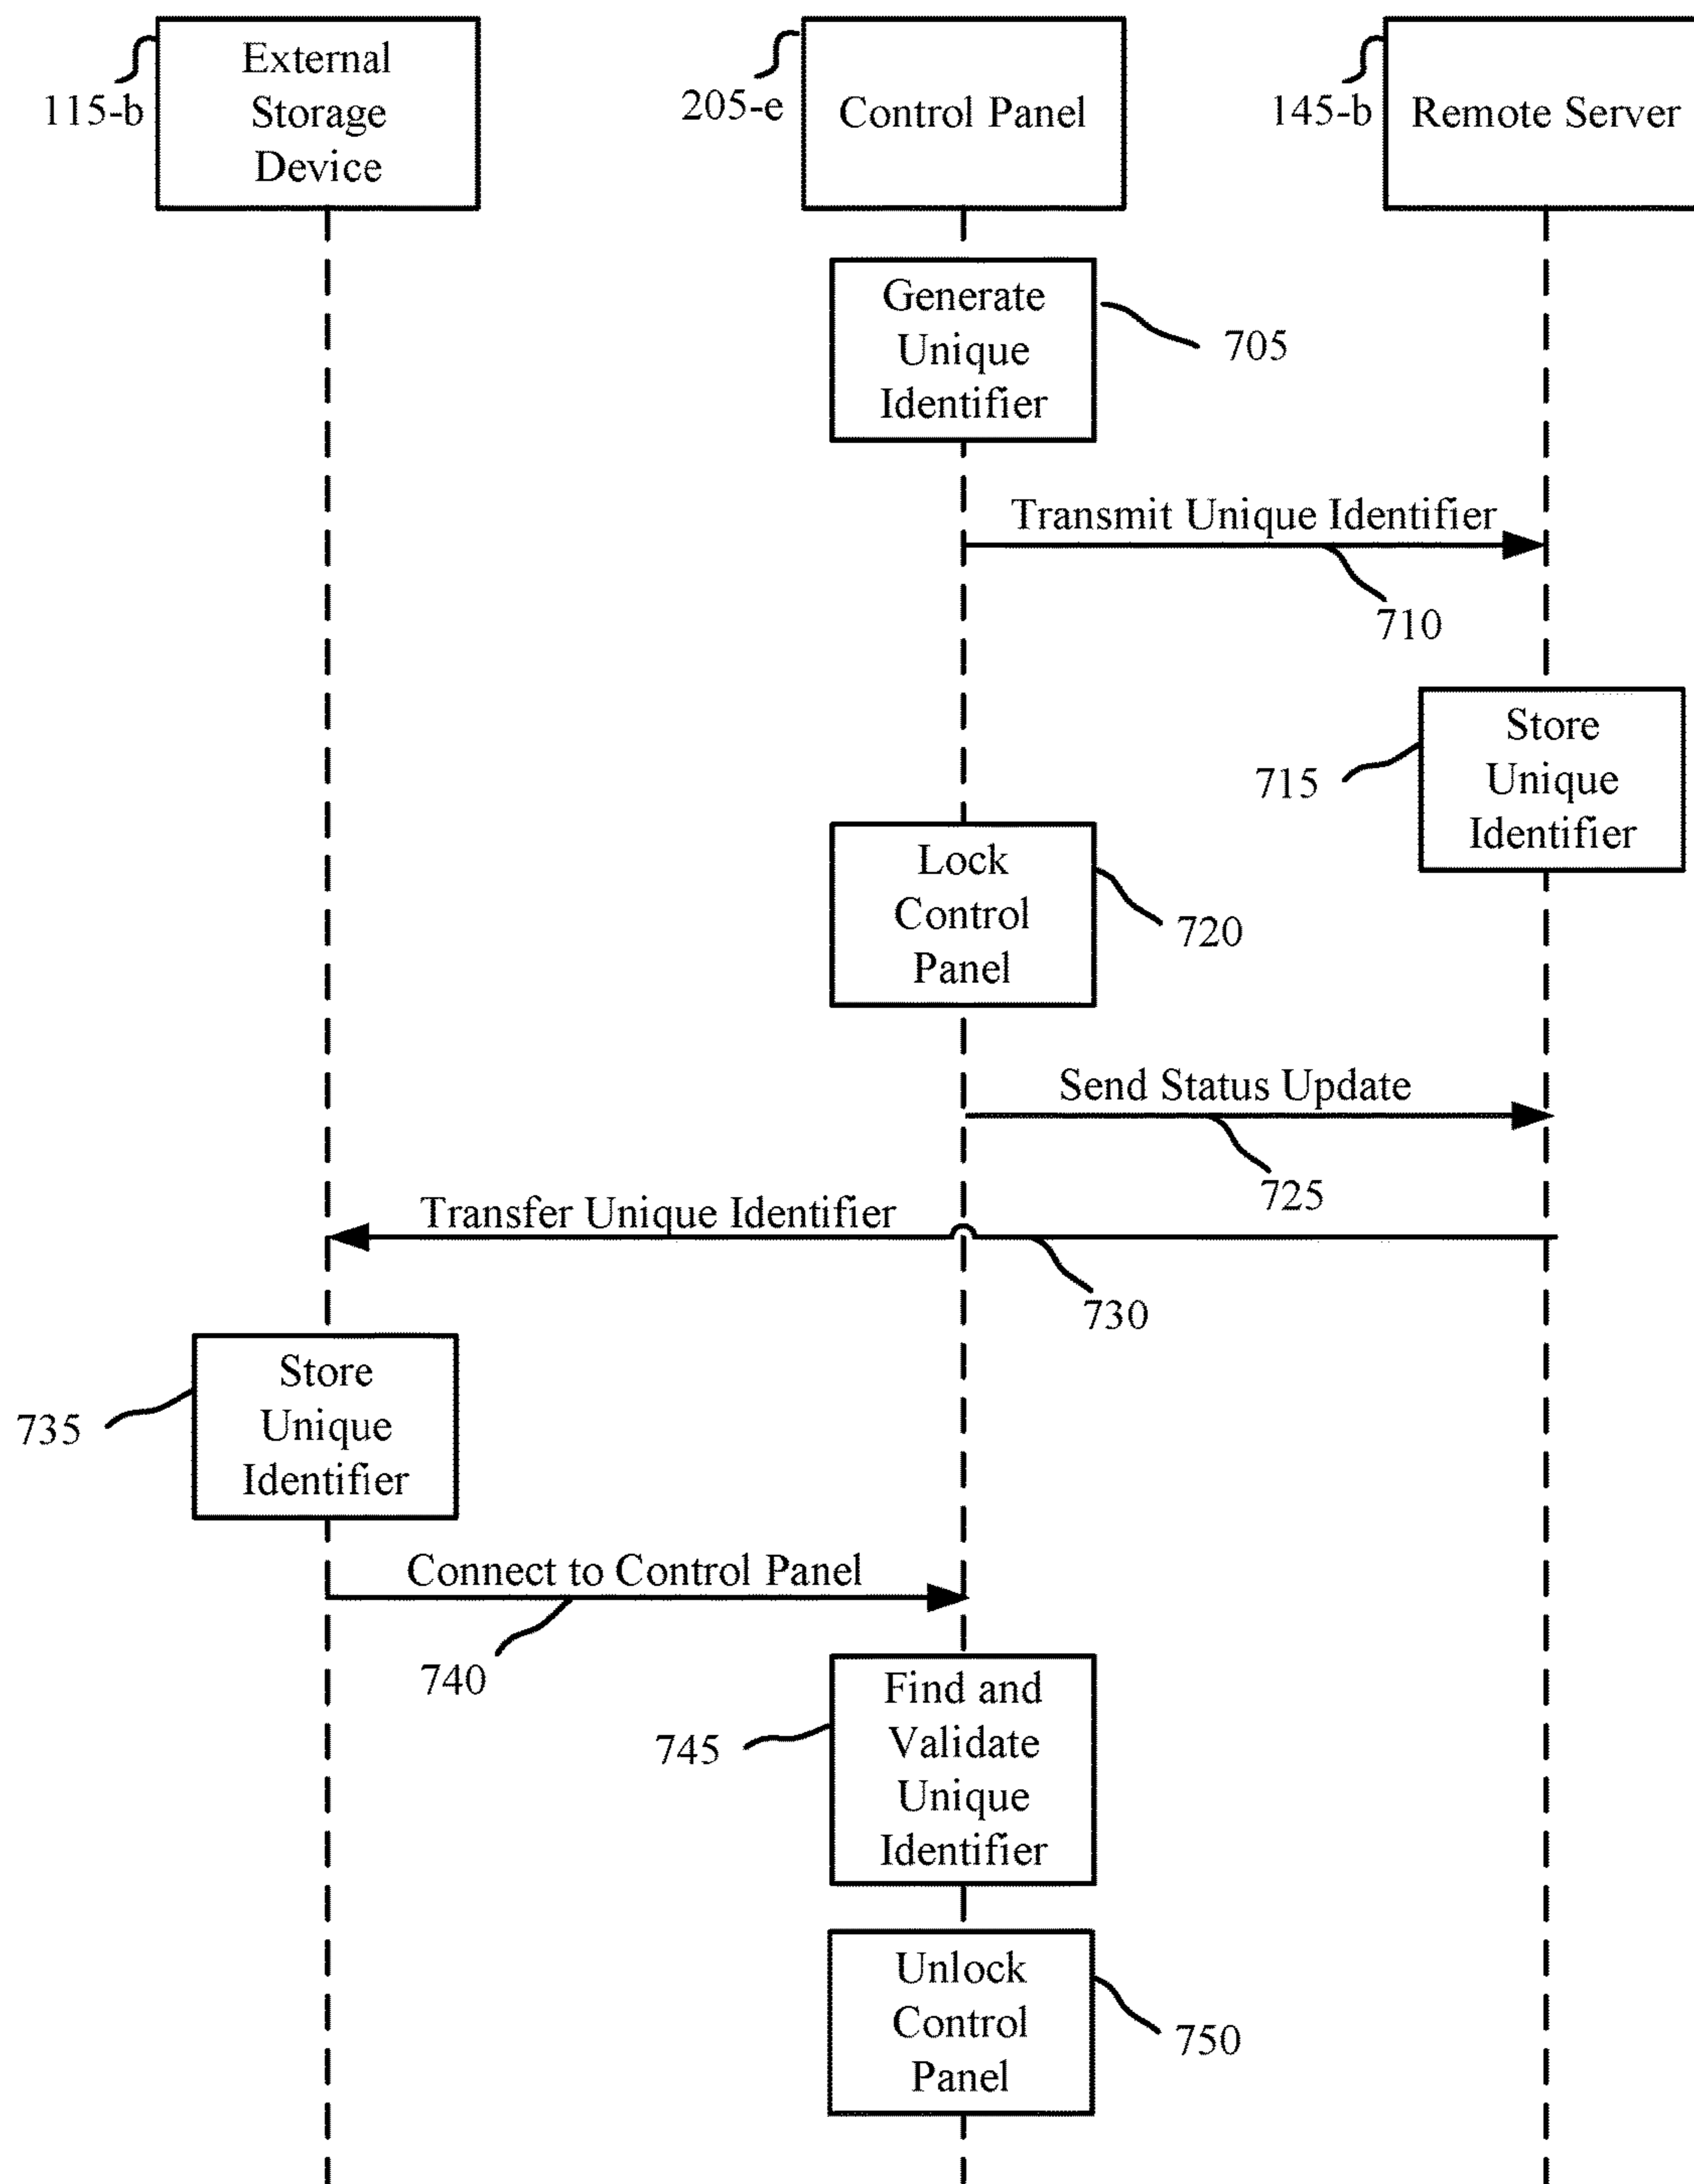 External
Storage
Device
115-b
Control Panel
205-e
Remote Server
145-b
Generate
Unique
Identifier
705
Transmit Unique Identifier
710
Store
Unique
Identifier
715
Lock
Control
Panel
720
Send Status Update
725
Transfer Unique Identifier
730
Store
Unique
Identifier
735
Connect to Control Panel
740
Find and
Validate
Unique
Identifier
745
Unlock
Control
Panel
750